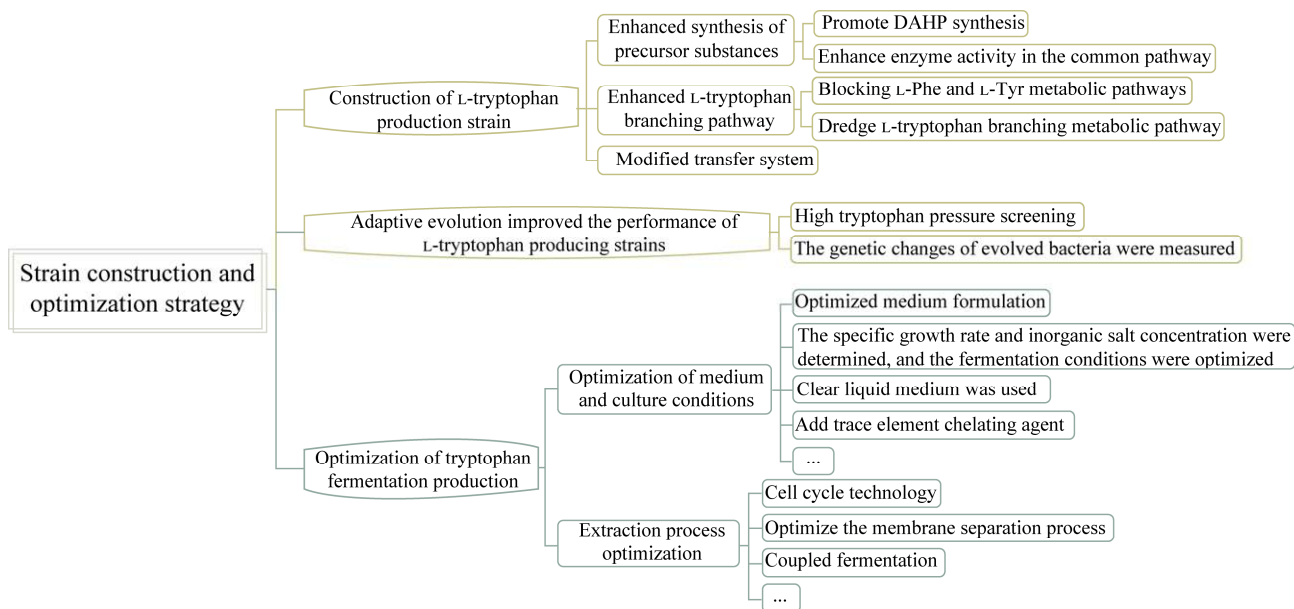 Strain construction and
optimization strategy
Construction of L-tryptophan
production strain
Enhanced synthesis of
precursor substances
Promote DAHP synthesis
Enhance enzyme activity in the common pathway
Enhanced L-tryptophan
branching pathway
Blocking L-Phe and L-Tyr metabolic pathways
Dredge L-tryptophan branching metabolic pathway
Modified transfer system
Adaptive evolution improved the performance of
L-tryptophan producing strains
High tryptophan pressure screening
The genetic changes of evolved bacteria were measured
Optimization of tryptophan
fermentation production
Optimization of medium
and culture conditions
Optimized medium formulation
The specific growth rate and inorganic salt concentration were
determined, and the fermentation conditions were optimized
Clear liquid medium was used
Add trace element chelating agent
...
Extraction process
optimization
Cell cycle technology
Optimize the membrane separation process
Coupled fermentation
...